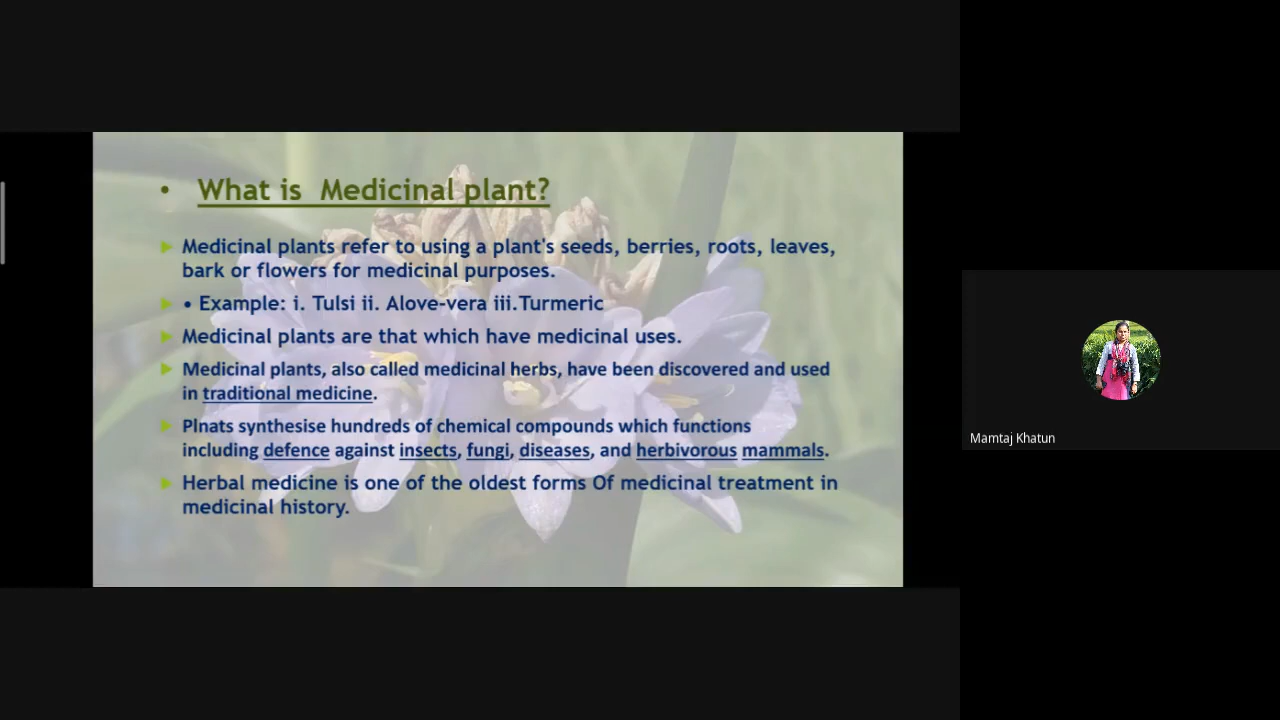 • What is Medicinal plant?
Medicinal plants refer to using a plant's seeds, berries, roots, leaves,
bark or flowers for medicinal purposes.
• Example: i. Tulsi ii. Alove-vera iii.Turmeric
Medicinal plants are that which have medicinal uses.
Medicinal plants, also called medicinal herbs, have been discovered and used
in traditional medicine.
Plnats synthesise hundreds of chemical compounds which functions
including defence against insects, fungi, diseases, and herbivorous mammals.
Herbal medicine is one of the oldest forms Of medicinal treatment in
medicinal history.
Mamtaj Khatun